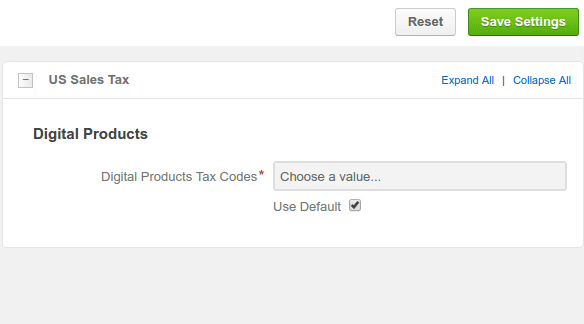 Reset Save Settings
US Sales Tax Expand All | Collapse All
Digital Products
Digital Products Tax Codes* Choose a value...
Use Default